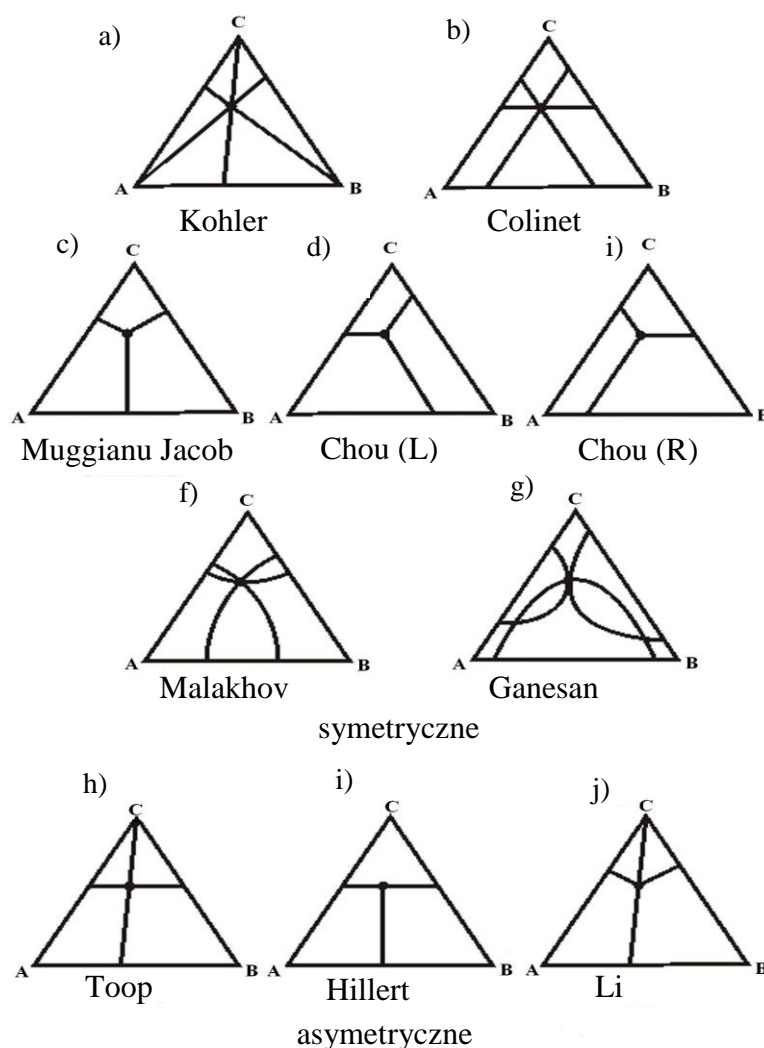 a) C b) C
A B A B
Kohler Colinet
c) C d) C i) C
A B A B A B
Muggianu Jacob Chou (L) Chou (R)
f) C g) C
A B A B
Malakhov Ganesan
symetryczne
h) C i) C j) C
A B A B A B
Toop Hillert Li
asymetryczne